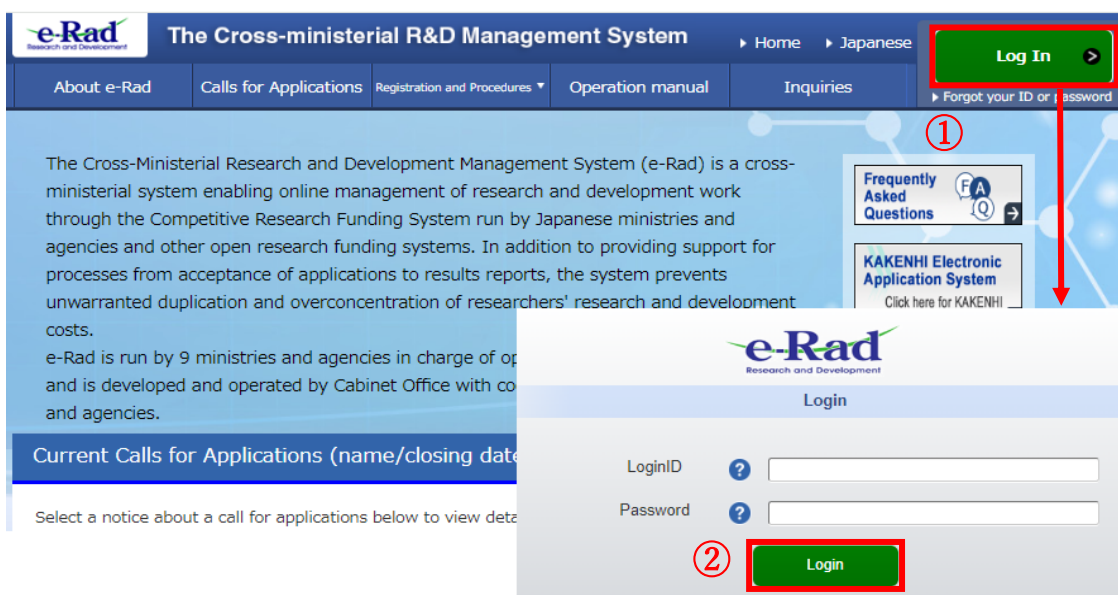 e-Rad
Research and Development
The Cross-ministerial R&D Management System
Home
Japanese
Log In
Forgot your ID or password
About e-Rad
Calls for Applications
Registration and Procedures
Operation manual
Inquiries
①
The Cross-Ministerial Research and Development Management System (e-Rad) is a cross-
ministerial system enabling online management of research and development work
through the Competitive Research Funding System run by Japanese ministries and
agencies and other open research funding systems. In addition to providing support for
processes from acceptance of applications to results reports, the system prevents
unwarranted duplication and overconcentration of researchers' research and development
costs.
e-Rad is run by 9 ministries and agencies in charge of op
and is developed and operated by Cabinet Office with co
and agencies.
Frequently
Asked
Questions
F A Q
KAKENHI Electronic
Application System
Click here for KAKENHI
Current Calls for Applications (name/closing date
Select a notice about a call for applications below to view deta
e-Rad
Research and Development
Login
LoginID
?
Password
?
②
Login